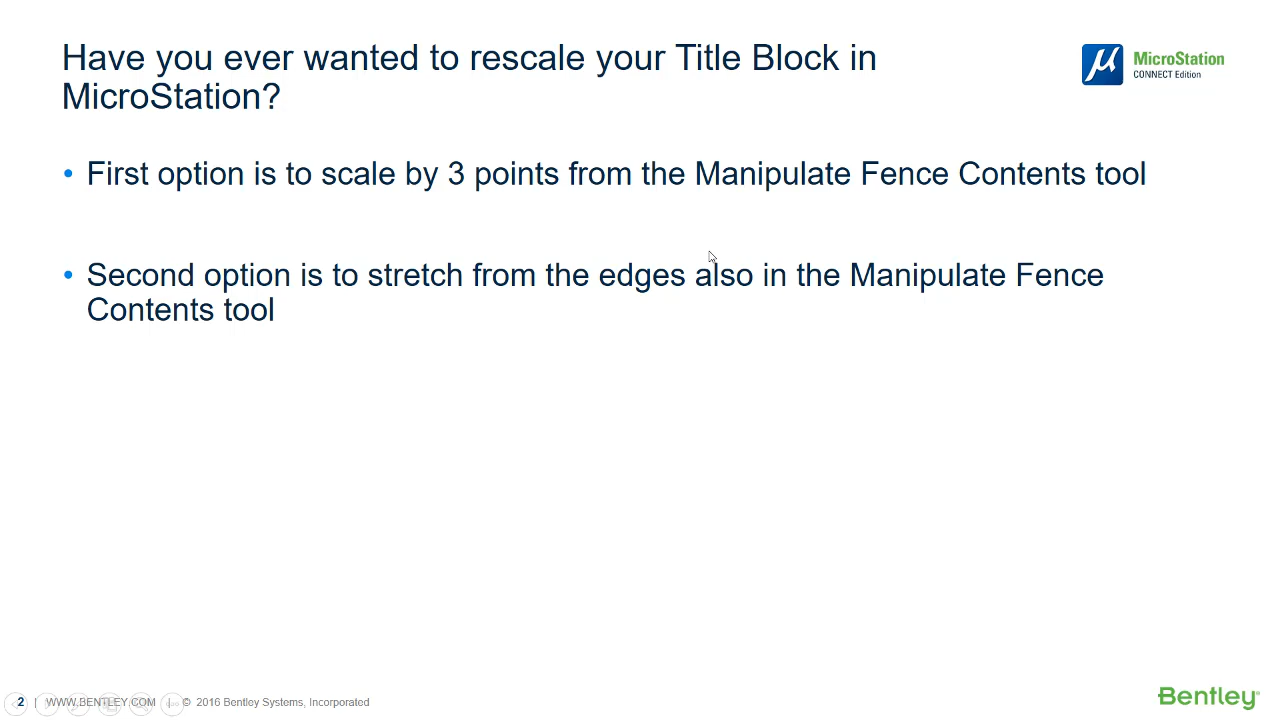 Have you ever wanted to rescale your Title Block in
MicroStation?
MicroStation
CONNECT Edition
• First option is to scale by 3 points from the Manipulate Fence Contents tool
• Second option is to stretch from the edges also in the Manipulate Fence
Contents tool
2 | WWW.BENTLEY.COM | © 2016 Bentley Systems, Incorporated
Bentley®